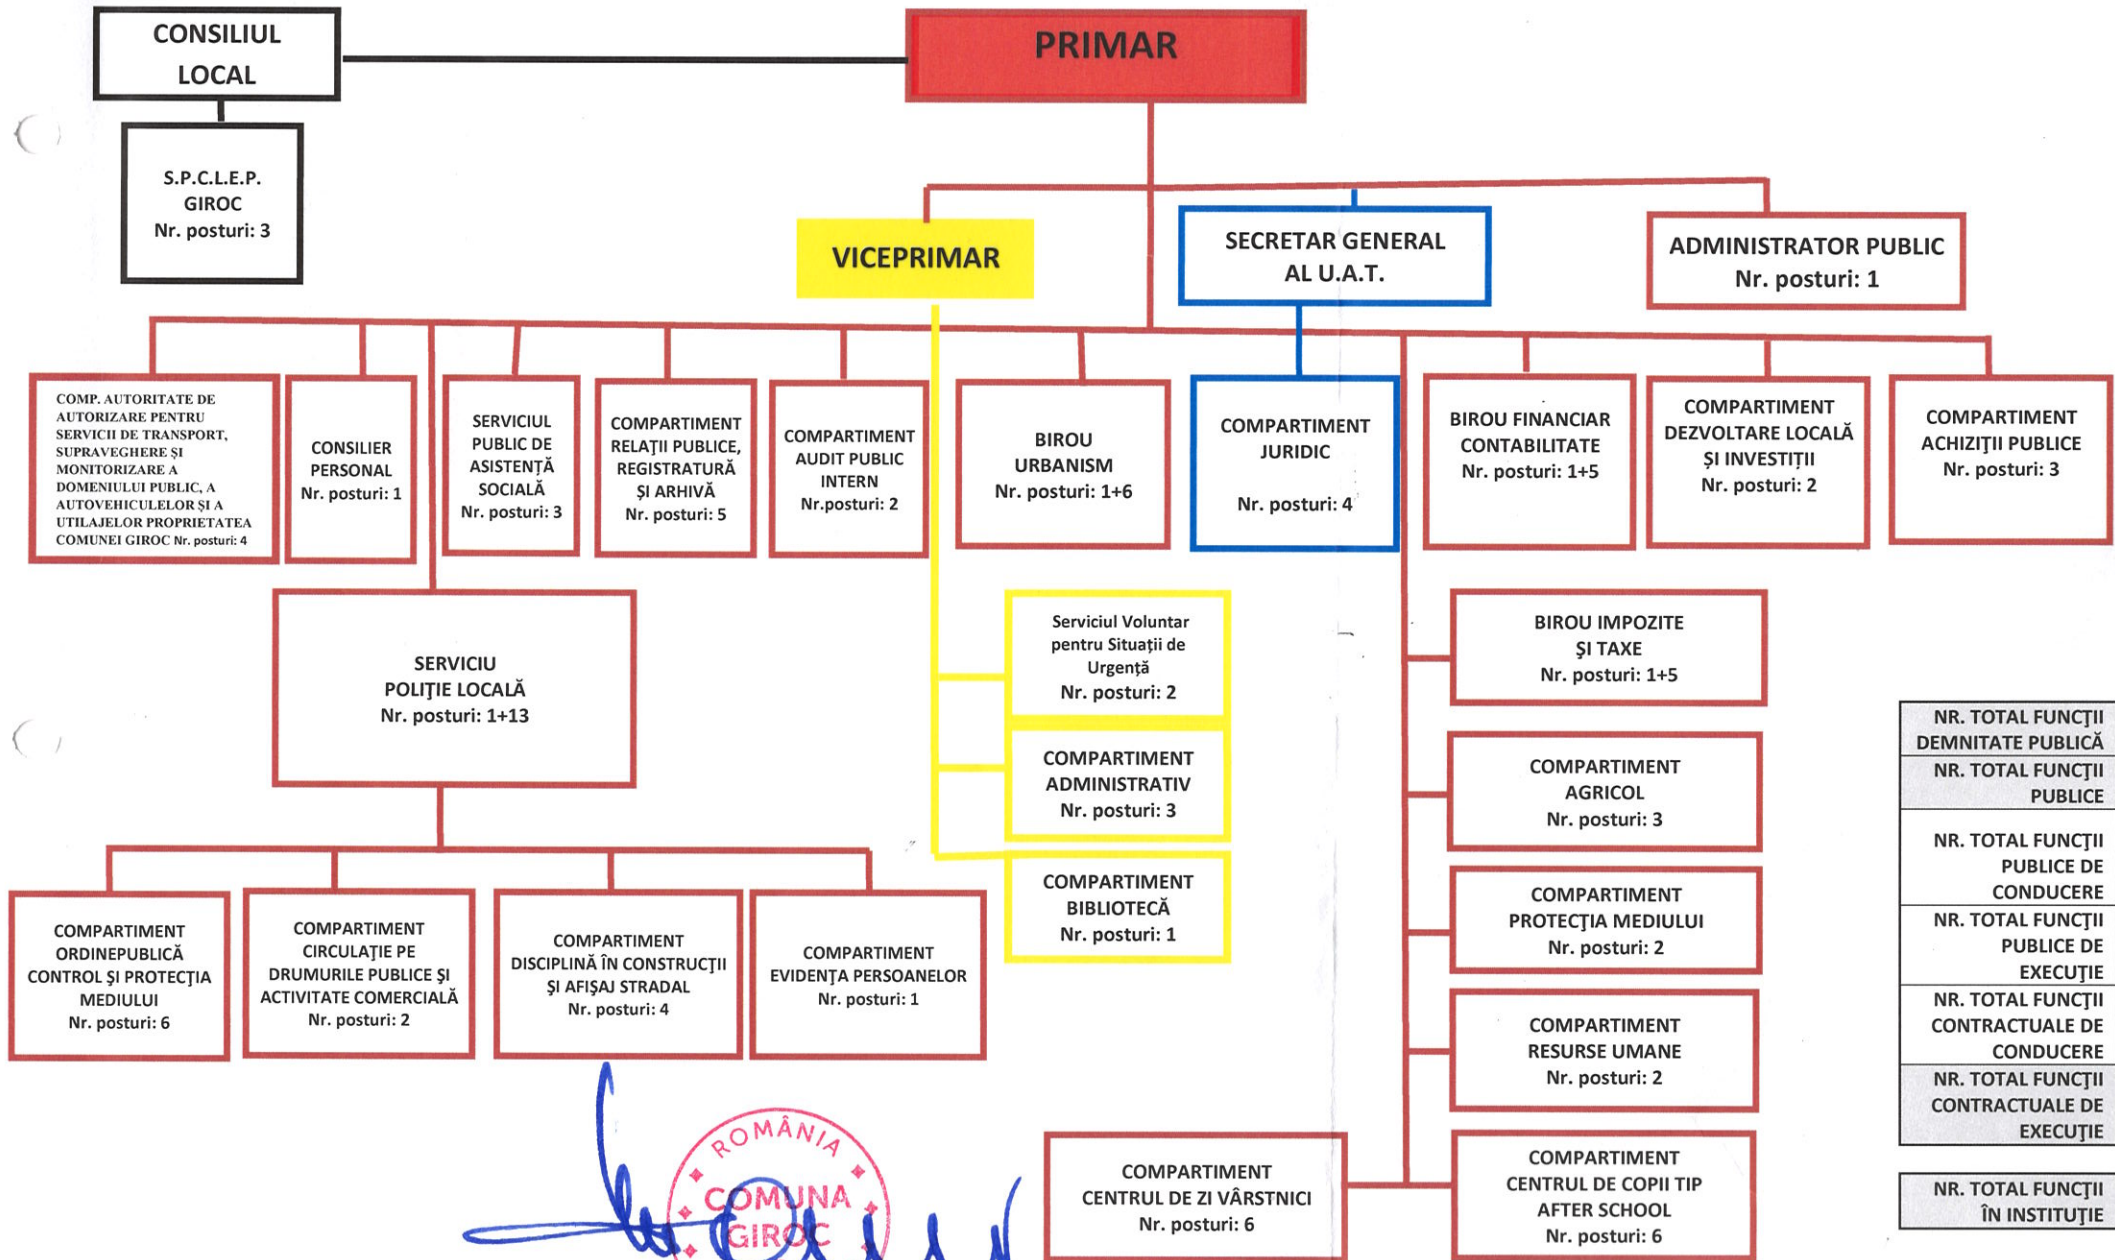 CONSILIUL
LOCAL
PRIMAR
S.P.C.L.E.P.
GIROC
Nr. posturi: 3
VICEPRIMAR
SECRETAR GENERAL
AL U.A.T.
ADMINISTRATOR PUBLIC
Nr. posturi: 1
COMP. AUTORITATE DE
AUTORIZARE PENTRU
SERVICII DE TRANSPORT,
SUPRAVEGHERE ŞI
MONITORIZARE A
DOMENIULUI PUBLIC, A
AUTOVEHICULELOR ŞI A
UTILAJELOR PROPRIETATEA
COMUNEI GIROC Nr. posturi: 4
CONSILIER
PERSONAL
Nr. posturi: 1
SERVICIUL
PUBLIC DE
ASISTENȚĂ
SOCIALĂ
Nr. posturi: 3
COMPARTIMENT
RELAȚII PUBLICE,
REGISTRATURĂ
ȘI ARHIVĂ
Nr. posturi: 5
COMPARTIMENT
AUDIT PUBLIC
INTERN
Nr.posturi: 2
BIROU
URBANISM
Nr. posturi: 1+6
COMPARTIMENT
JURIDIC
Nr. posturi: 4
BIROU FINANCIAR
CONTABILITATE
Nr. posturi: 1+5
COMPARTIMENT
DEZVOLTARE LOCALĂ
ȘI INVESTIȚII
Nr. posturi: 2
COMPARTIMENT
ACHIZIȚII PUBLICE
Nr. posturi: 3
SERVICIU
POLIŢIE LOCALĂ
Nr. posturi: 1+13
Serviciul Voluntar
pentru Situații de
Urgență
Nr. posturi: 2
COMPARTIMENT
ADMINISTRATIV
Nr. posturi: 3
COMPARTIMENT
BIBLIOTECĂ
Nr. posturi: 1
BIROU IMPOZITE
ŞI TAXE
Nr. posturi: 1+5
COMPARTIMENT
AGRICOL
Nr. posturi: 3
COMPARTIMENT
PROTECŢIA MEDIULUI
Nr. posturi: 2
COMPARTIMENT
RESURSE UMANE
Nr. posturi: 2
COMPARTIMENT
ORDINEPUBLICĂ
CONTROL ŞI PROTECŢIA
MEDIULUI
Nr. posturi: 6
COMPARTIMENT
CIRCULAŢIE PE
DRUMURILE PUBLICE ŞI
ACTIVITATE COMERCIALĂ
Nr. posturi: 2
COMPARTIMENT
DISCIPLINĂ ÎN CONSTRUCŢII
ŞI AFIŞAJ STRADAL
Nr. posturi: 4
COMPARTIMENT
EVIDENŢA PERSOANELOR
Nr. posturi: 1
COMPARTIMENT
CENTRUL DE ZI VÂRSTNICI
Nr. posturi: 6
COMPARTIMENT
CENTRUL DE COPII TIP
AFTER SCHOOL
Nr. posturi: 6
NR. TOTAL FUNCŢII
DEMNITATE PUBLICĂ
NR. TOTAL FUNCŢII
PUBLICE
NR. TOTAL FUNCŢII
PUBLICE DE
CONDUCERE
NR. TOTAL FUNCŢII
PUBLICE DE
EXECUŢIE
NR. TOTAL FUNCŢII
CONTRACTUALE DE
CONDUCERE
NR. TOTAL FUNCŢII
CONTRACTUALE DE
EXECUŢIE
NR. TOTAL FUNCŢII
ÎN INSTITUŢIE
ROMÂNIA
COMUNA
GIROC